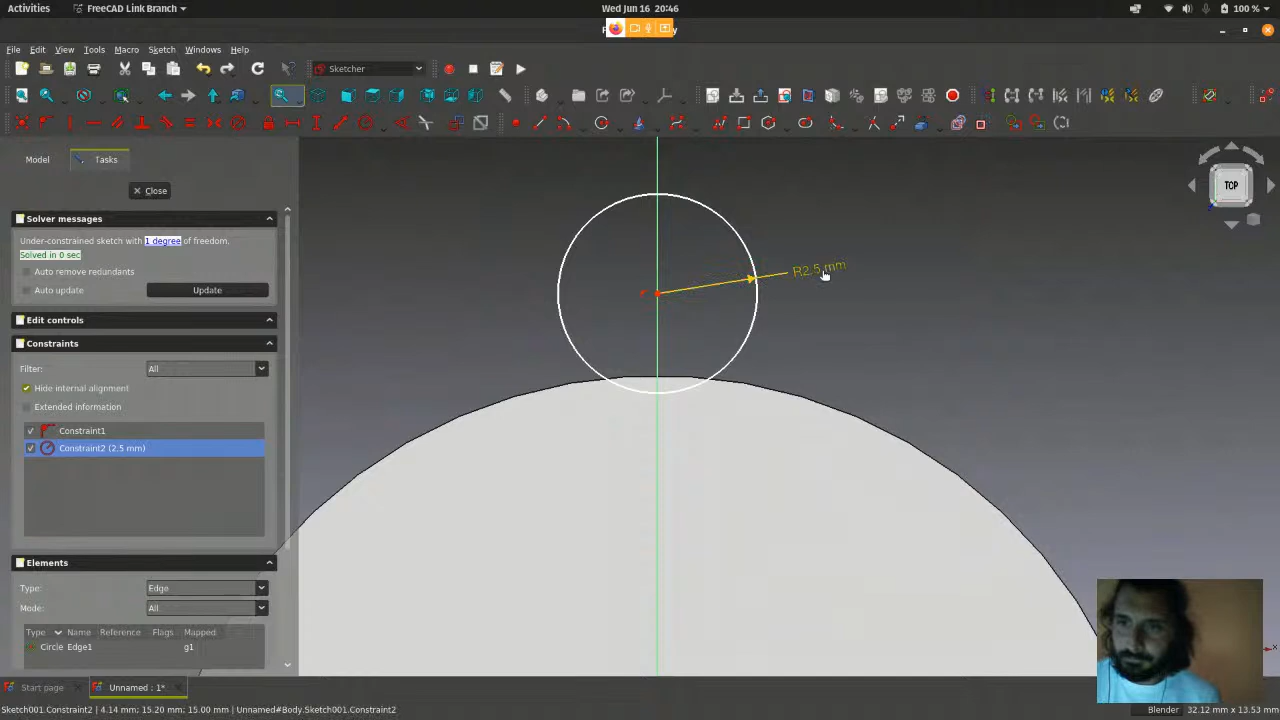 Activities FreeCAD Link Branch Wed Jun 16 20:46 100 %
File Edit View Tools Macro Sketch Windows Help
Sketcher
Model Tasks
Close
TOP
Solver messages
Under-constrained sketch with 1 degree of freedom.
Solved in 0 sec
Auto remove redundants
Auto update Update
Edit controls
Constraints
Filter: All
Hide internal alignment
Extended information
Constraint1
Constraint2 (2.5 mm)
R2.5 mm
Elements
Type: Edge
Mode: All
Type Name Reference Flags Mapped
Circle Edge1 g1
Start page Unnamed : 1*
Sketch001.Constraint2 | 4.14 mm; 15.20 mm; 15.00 mm | Unnamed#Body.Sketch001.Constraint2 Blender 32.12 mm x 13.53 mm